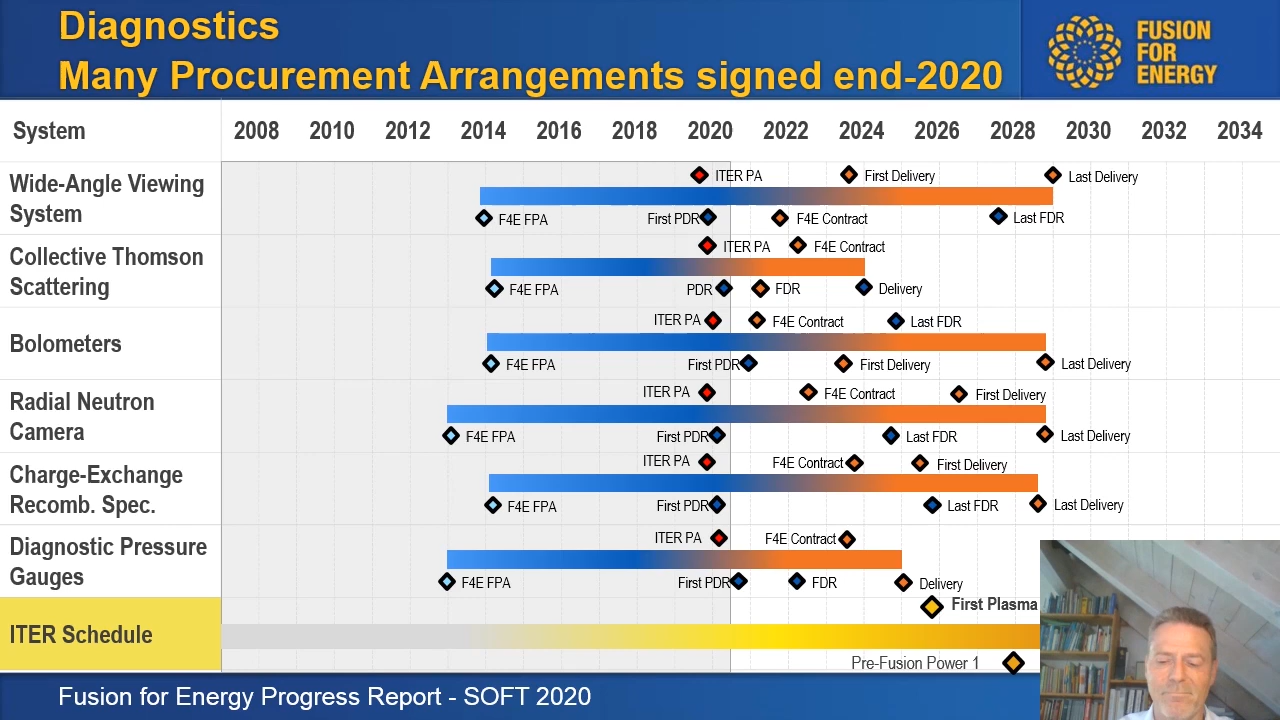 Diagnostics
Many Procurement Arrangements signed end-2020
FUSION
FOR
ENERGY
System 2008 2010 2012 2014 2016 2018 2020 2022 2024 2026 2028 2030 2032 2034
Wide-Angle Viewing
System
ITER PA First Delivery Last Delivery
F4E FPA First PDR F4E Contract Last FDR
Collective Thomson
Scattering
ITER PA F4E Contract
F4E FPA PDR FDR Delivery
Bolometers
ITER PA F4E Contract Last FDR
F4E FPA First PDR First Delivery Last Delivery
Radial Neutron
Camera
ITER PA F4E Contract First Delivery
F4E FPA First PDR Last FDR Last Delivery
Charge-Exchange
Recomb. Spec.
ITER PA F4E Contract First Delivery
F4E FPA First PDR Last FDR Last Delivery
Diagnostic Pressure
Gauges
ITER PA F4E Contract
F4E FPA First PDR FDR Delivery
ITER Schedule
First Plasma
Pre-Fusion Power 1
Fusion for Energy Progress Report - SOFT 2020